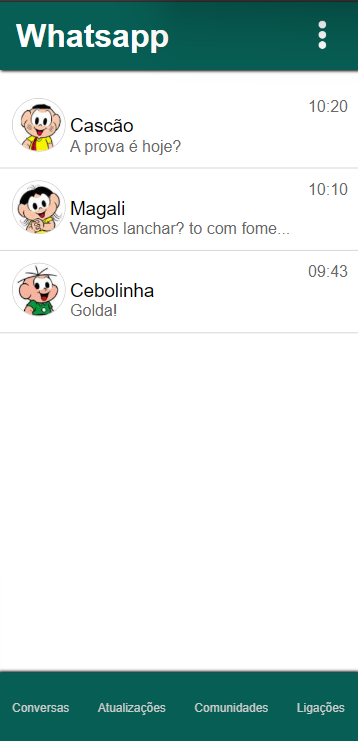 Whatsapp
10:20
Cascão
A prova é hoje?
10:10
Magali
Vamos lanchar? to com fome...
09:43
Cebolinha
Golda!
Conversas Atualizações Comunidades Ligações